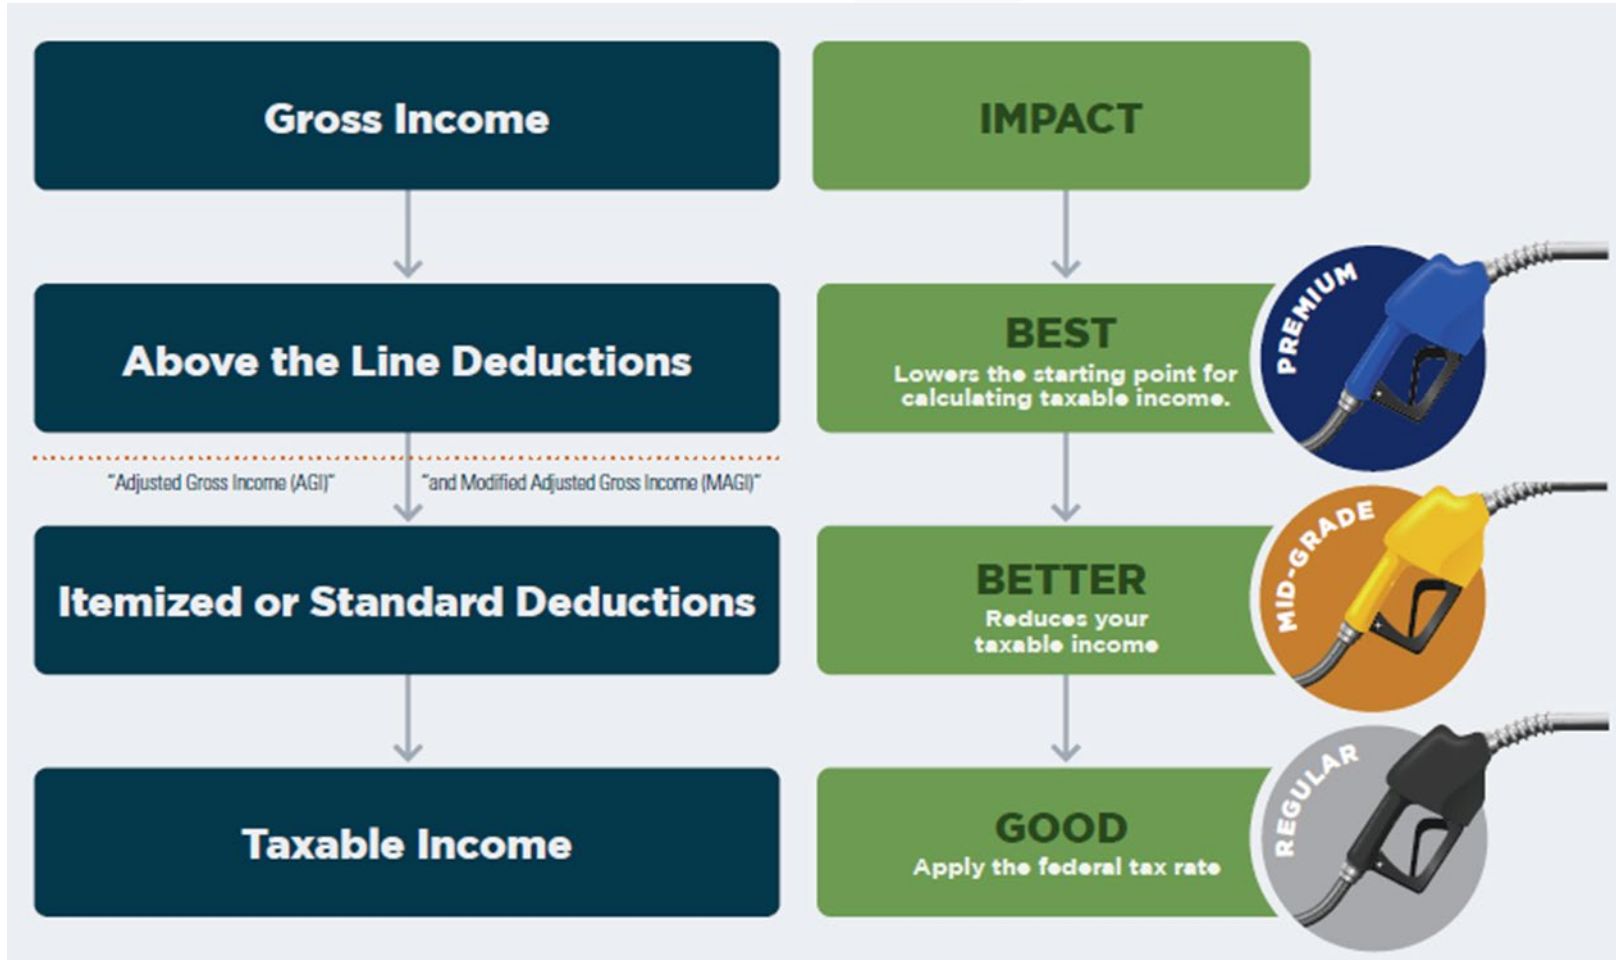 Gross Income
IMPACT
Above the Line Deductions
BEST
Lowers the starting point for
calculating taxable income.
PREMIUM
"Adjusted Gross Income (AGI)"
"and Modified Adjusted Gross Income (MAGI)"
Itemized or Standard Deductions
BETTER
Reduces your
taxable income
MID-GRADE
Taxable Income
GOOD
Apply the federal tax rate
REGULAR